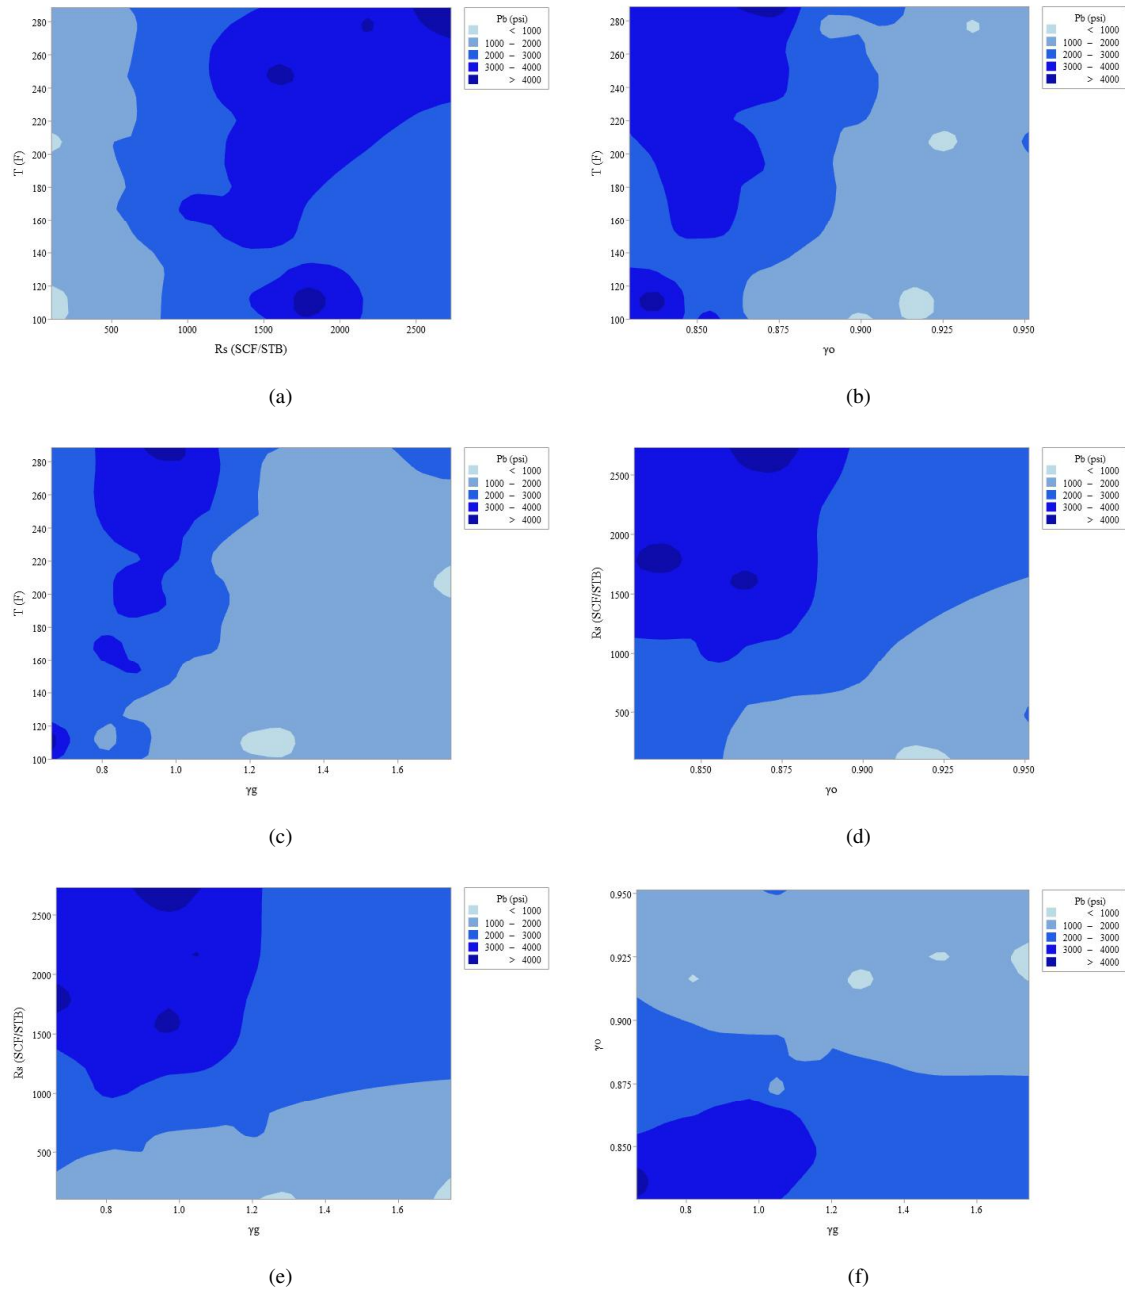 Pb (psi)
< 1000
1000 – 2000
2000 – 3000
3000 – 4000
> 4000
T (F)
280
260
240
220
200
180
160
140
120
100
500 1000 1500 2000 2500
Rs (SCF/STB)
(a)
Pb (psi)
< 1000
1000 – 2000
2000 – 3000
3000 – 4000
> 4000
T (F)
280
260
240
220
200
180
160
140
120
100
0.850 0.875 0.900 0.925 0.950
γo
(b)
Pb (psi)
< 1000
1000 – 2000
2000 – 3000
3000 – 4000
> 4000
T (F)
280
260
240
220
200
180
160
140
120
100
0.8 1.0 1.2 1.4 1.6
γg
(c)
Pb (psi)
< 1000
1000 – 2000
2000 – 3000
3000 – 4000
> 4000
Rs (SCF/STB)
2500
2000
1500
1000
500
0.850 0.875 0.900 0.925 0.950
γo
(d)
Pb (psi)
< 1000
1000 – 2000
2000 – 3000
3000 – 4000
> 4000
Rs (SCF/STB)
2500
2000
1500
1000
500
0.8 1.0 1.2 1.4 1.6
γg
(e)
Pb (psi)
< 1000
1000 – 2000
2000 – 3000
3000 – 4000
> 4000
γo
0.950
0.925
0.900
0.875
0.850
0.8 1.0 1.2 1.4 1.6
γg
(f)